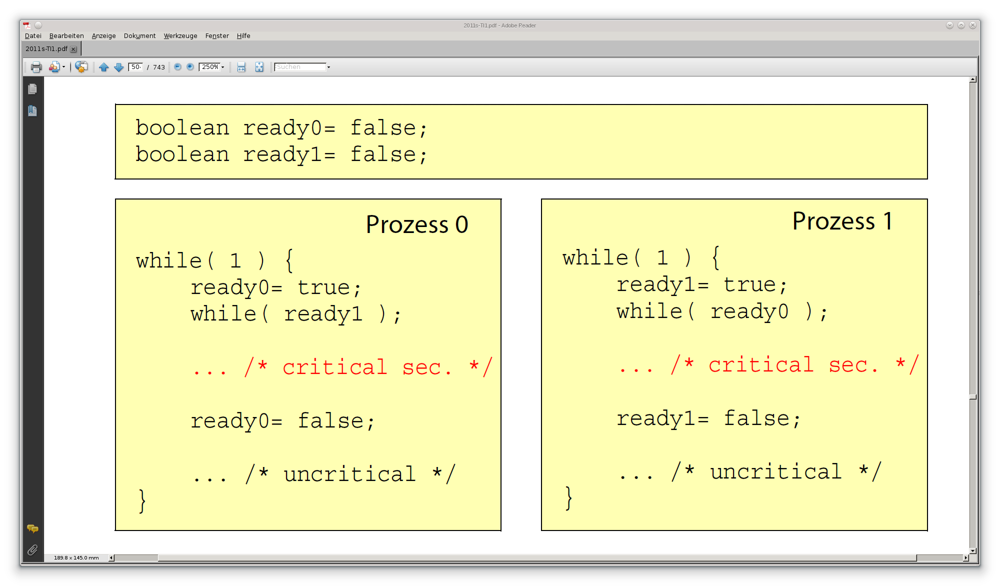 2011s-TI1.pdf - Adobe Reader
Datei Bearbeiten Anzeige Dokument Werkzeuge Fenster Hilfe
2011s-TI1.pdf
50. / 743 250% Suchen
boolean ready0= false;
boolean ready1= false;
Prozess 0
while( 1 ) {
ready0= true;
while( ready1 );
... /* critical sec. */
ready0= false;
... /* uncritical */
}
Prozess 1
while( 1 ) {
ready1= true;
while( ready0 );
... /* critical sec. */
ready1= false;
... /* uncritical */
}
189.8 x 145.0 mm